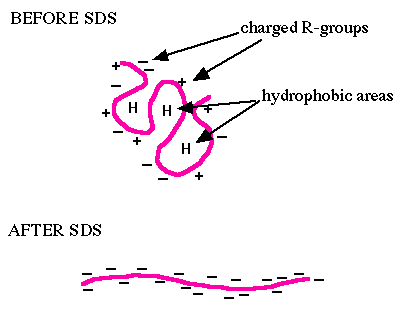 BEFORE SDS
charged R-groups
hydrophobic areas
H
H
H
AFTER SDS